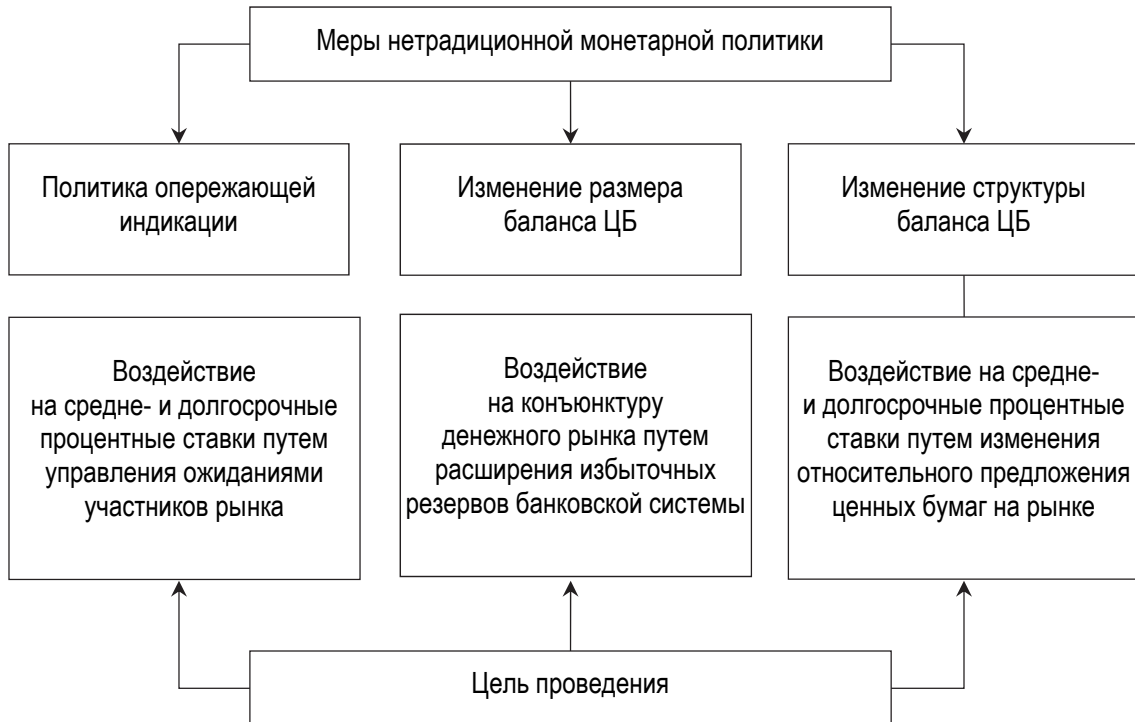 Меры нетрадиционной монетарной политики
Политика опережающей
индикации
Изменение размера
баланса ЦБ
Изменение структуры
баланса ЦБ
Воздействие
на средне- и долгосрочные
процентные ставки путем
управления ожиданиями
участников рынка
Воздействие
на конъюнктуру
денежного рынка путем
расширения избыточных
резервов банковской системы
Воздействие на средне-
и долгосрочные процентные
ставки путем изменения
относительного предложения
ценных бумаг на рынке
Цель проведения